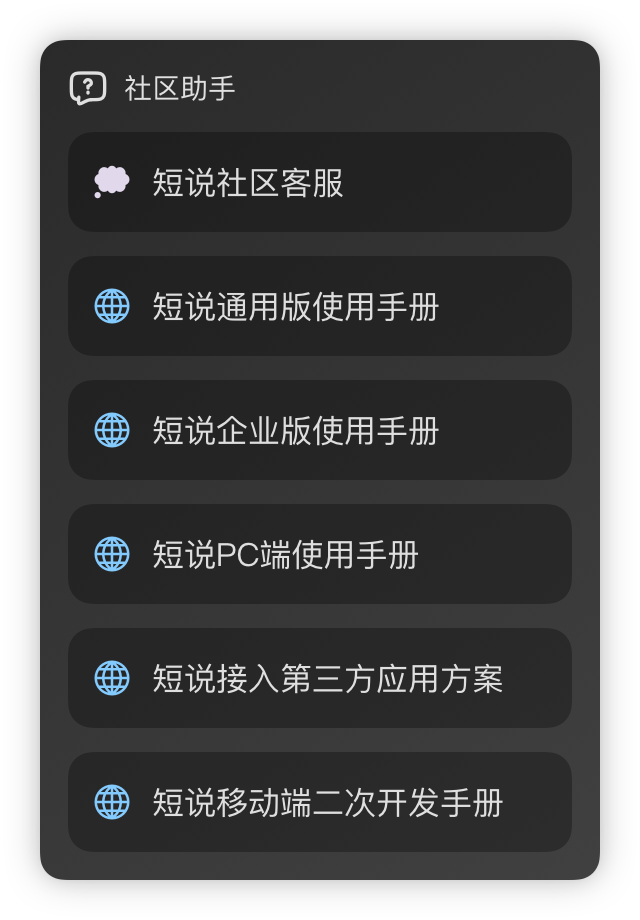 社区助手
短说社区客服
短说通用版使用手册
短说企业版使用手册
短说PC端使用手册
短说接入第三方应用方案
短说移动端二次开发手册